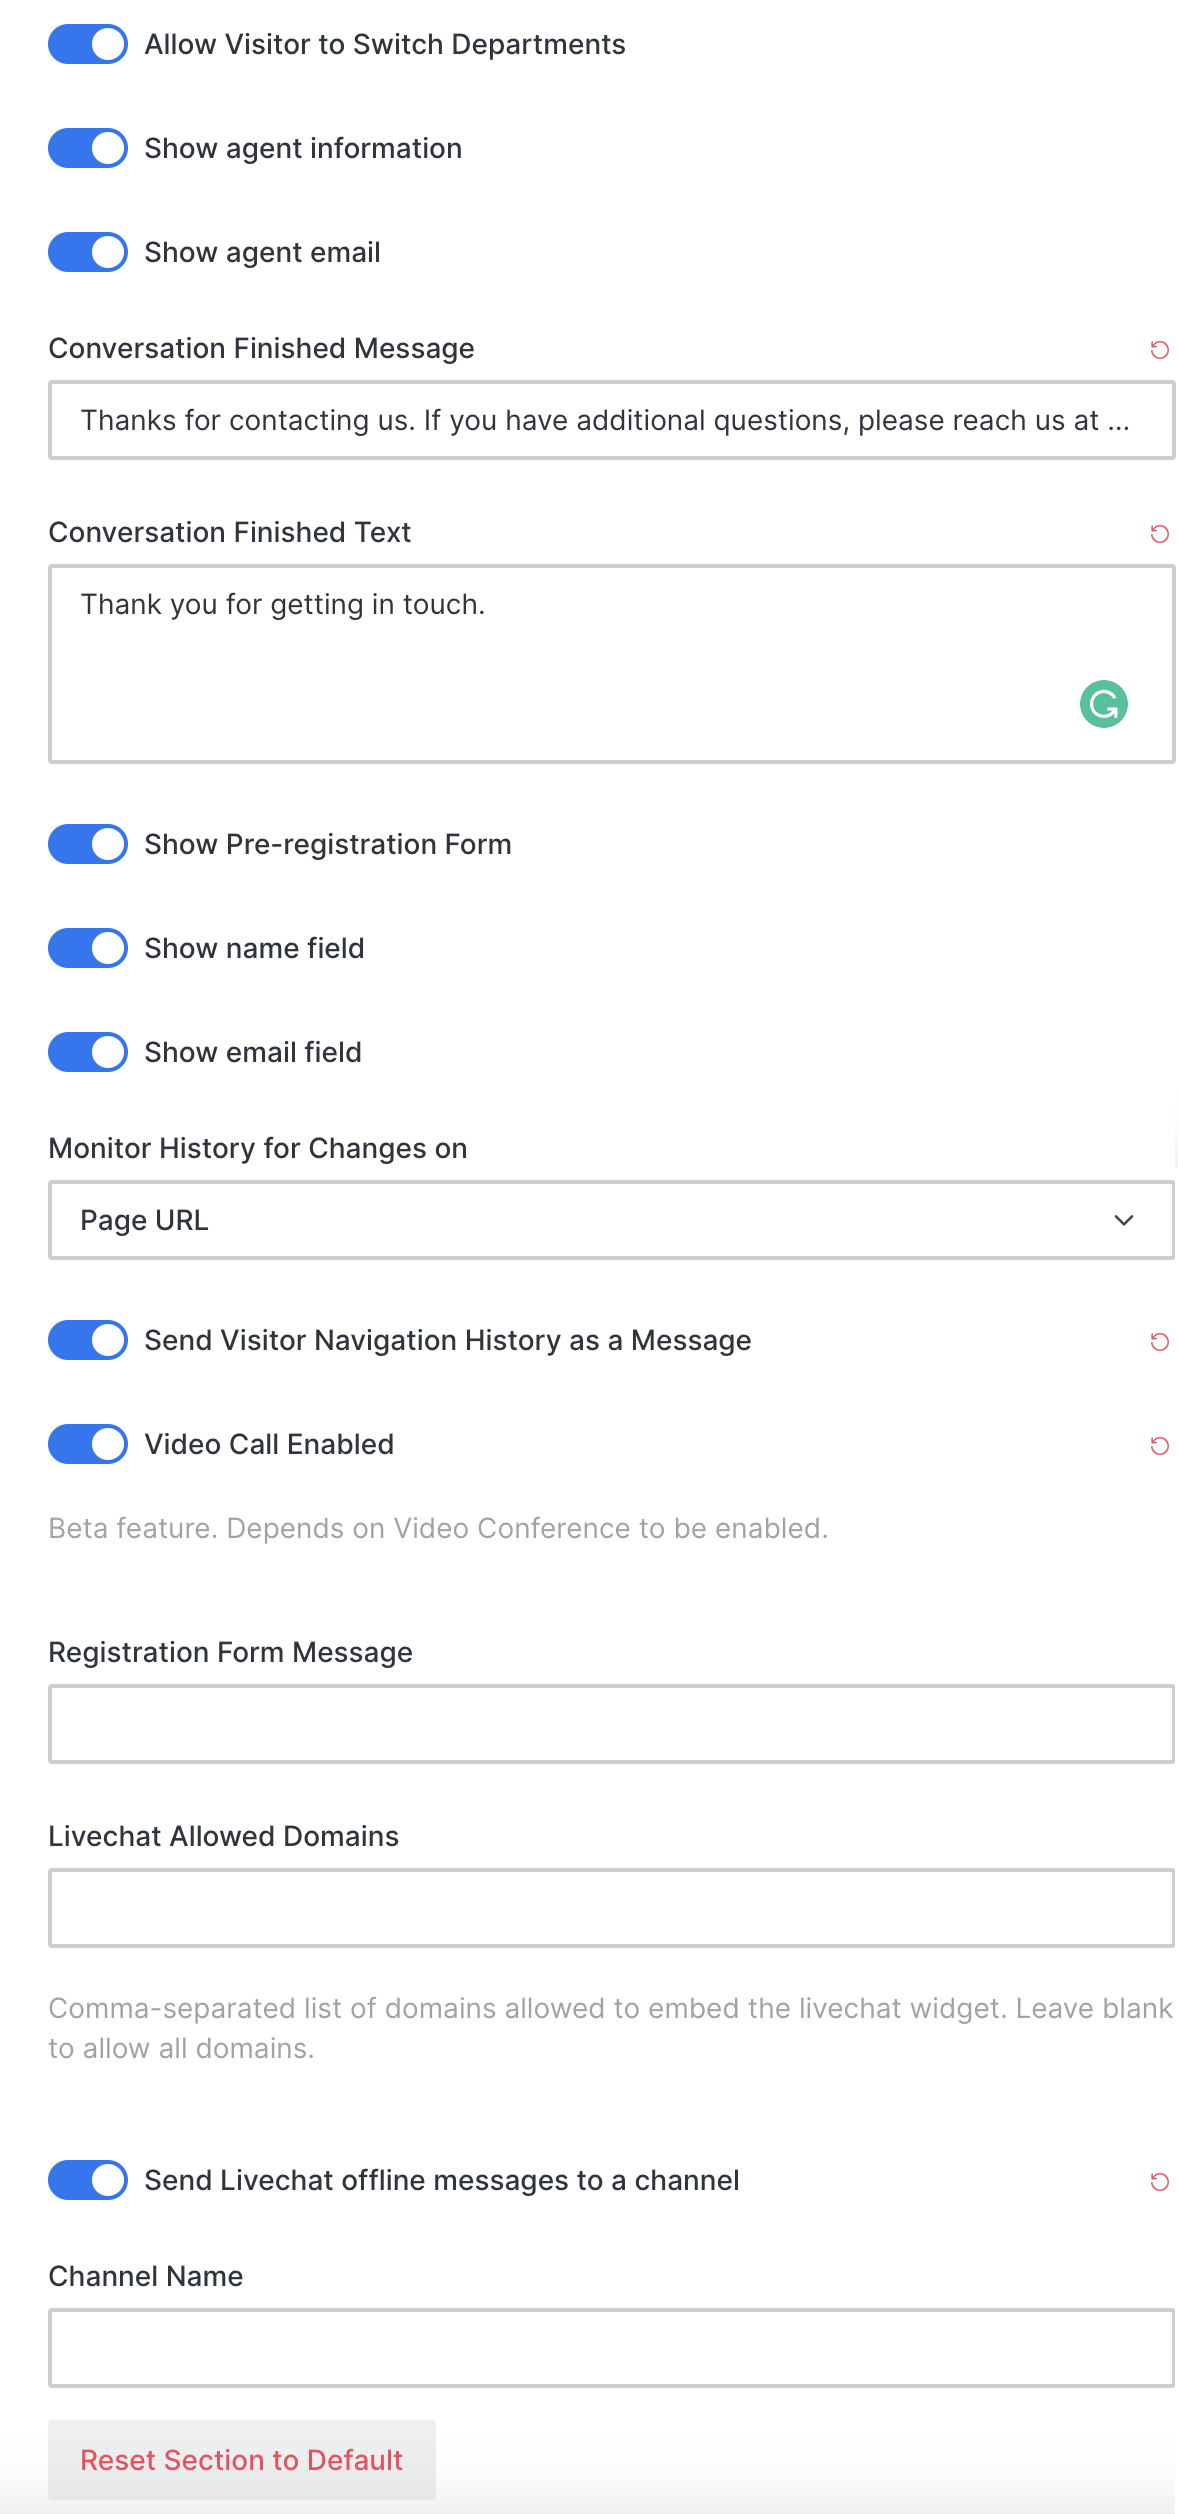 Allow Visitor to Switch Departments
Show agent information
Show agent email
Conversation Finished Message
Thanks for contacting us. If you have additional questions, please reach us at ...
Conversation Finished Text
Thank you for getting in touch.
Show Pre-registration Form
Show name field
Show email field
Monitor History for Changes on
Page URL
Send Visitor Navigation History as a Message
Video Call Enabled
Beta feature. Depends on Video Conference to be enabled.
Registration Form Message
Livechat Allowed Domains
Comma-separated list of domains allowed to embed the livechat widget. Leave blank
to allow all domains.
Send Livechat offline messages to a channel
Channel Name
Reset Section to Default